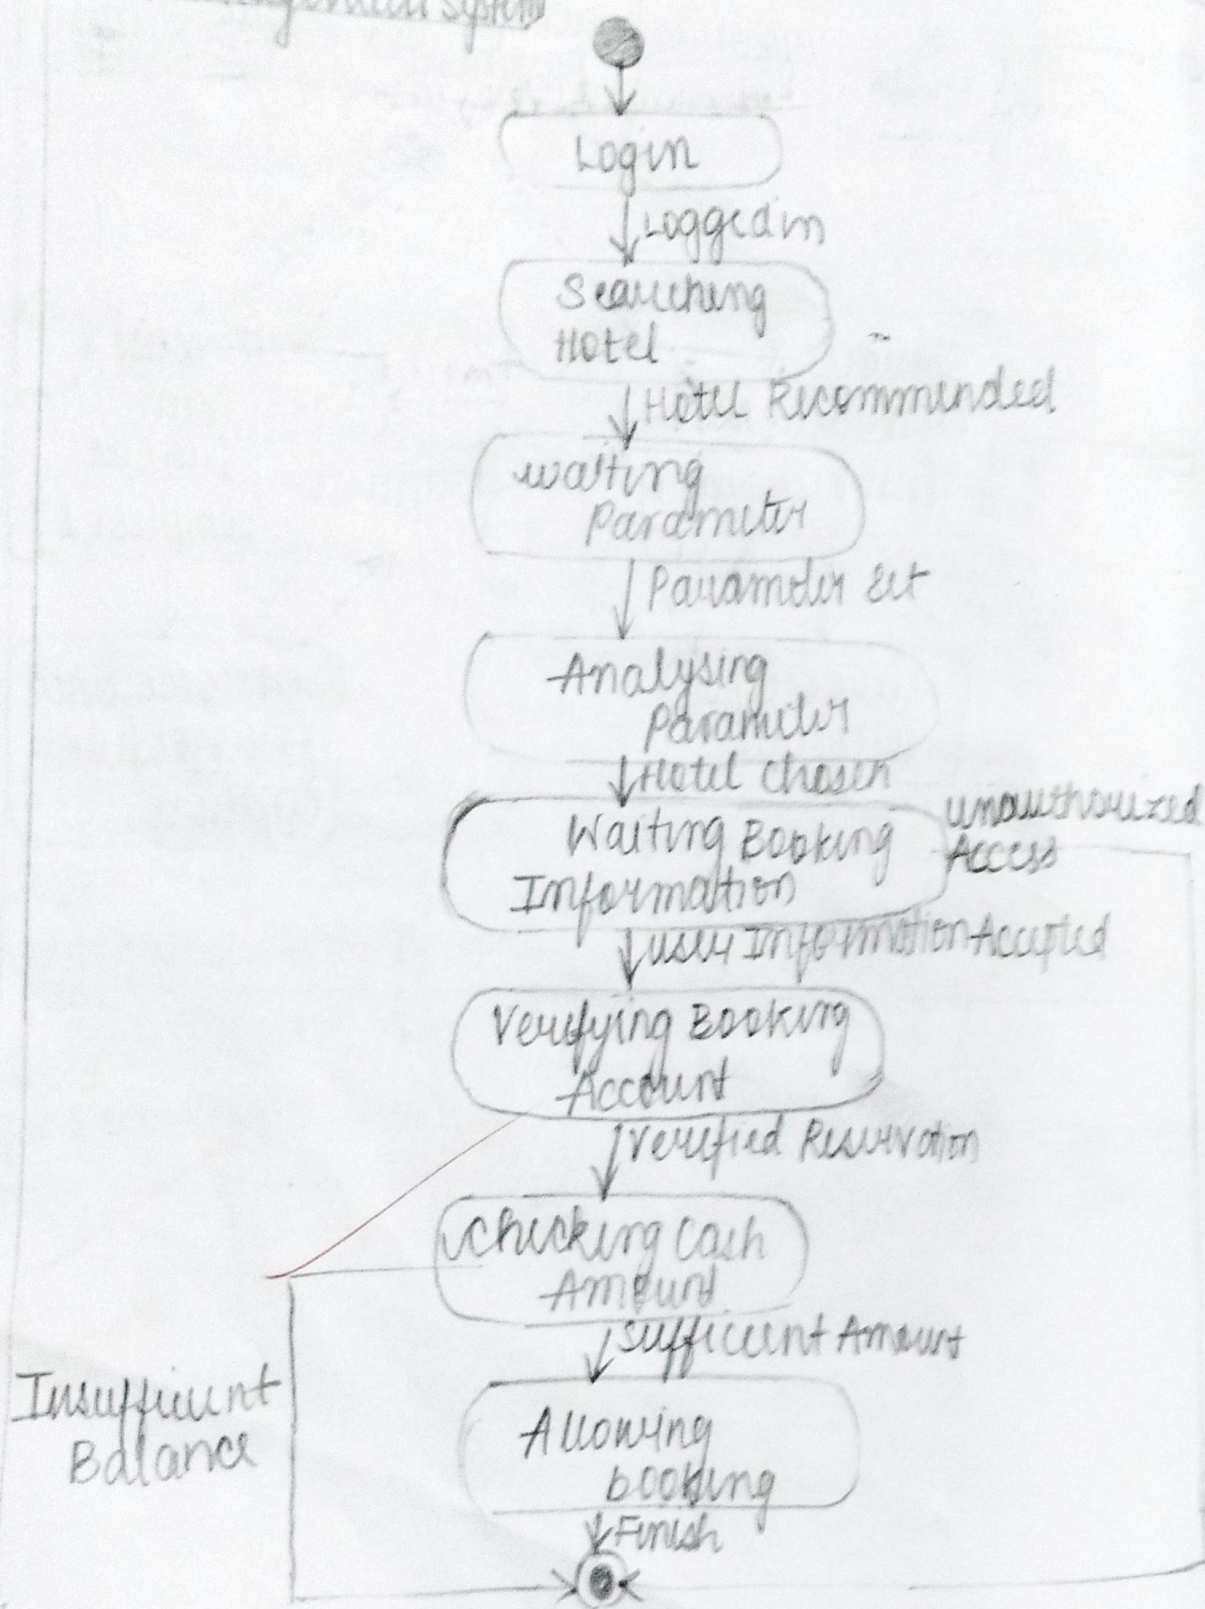 System
Login
Loggedin
Searching
Hotel
Hotel Recommended
Waiting
Parameter
Parameter set
Analysing
Parameter
Hotel Chosen
Waiting Booking
Information
Unauthorized
Access
User Information Accepted
Verifying Booking
Account
Verified Reservation
Checking Cash
Amount
Sufficient Amount
Insufficient
Balance
Allowing
booking
Finish